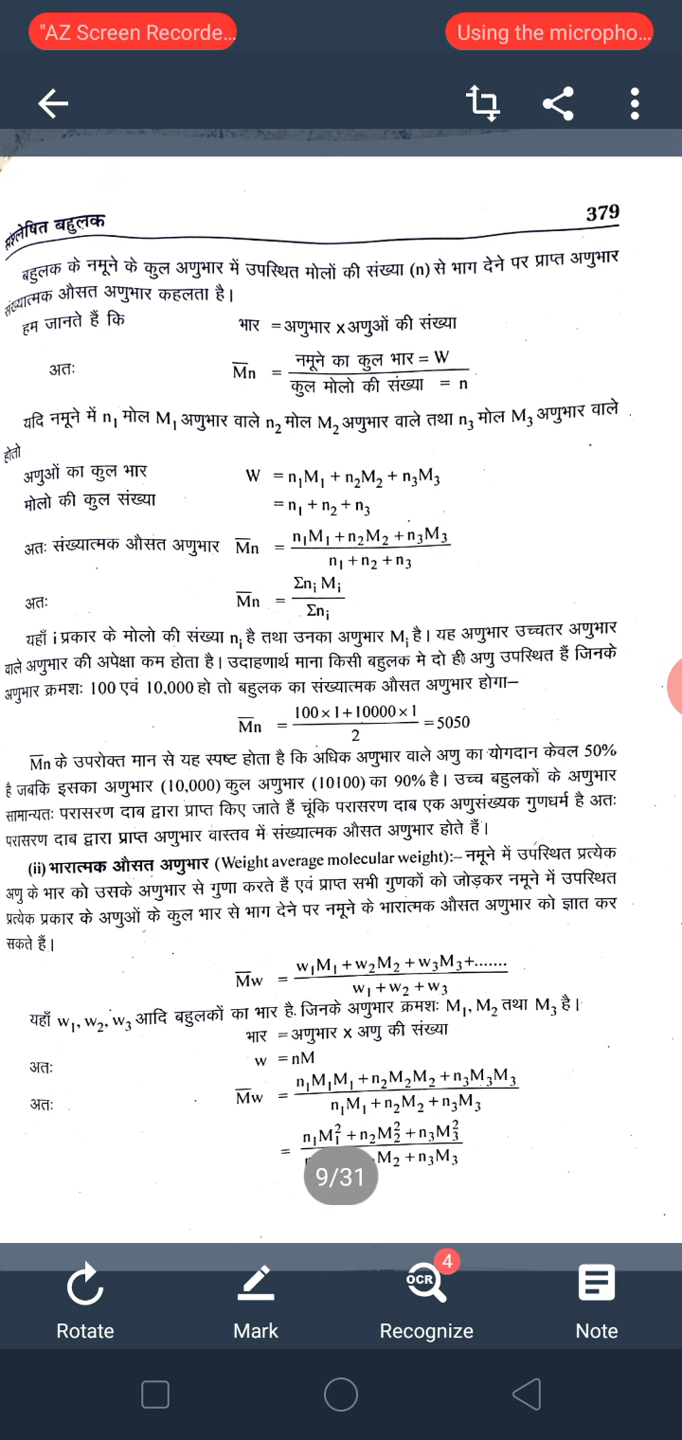 "AZ Screen Recorde...
Using the micropho...
संश्लेषित बहुलक
379
बहुलक के नमूने के कुल अणुभार में उपस्थित मोलों की संख्या (n) से भाग देने पर प्राप्त अणुभार
संख्यात्मक औसत अणुभार कहलता है।
हम जानते हैं कि भार = अणुभार x अणुओं की संख्या
अतः M̅n = नमूने का कुल भार = W / कुल मोलो की संख्या = n
यदि नमूने में n₁ मोल M₁ अणुभार वाले n₂ मोल M₂ अणुभार वाले तथा n₃ मोल M₃ अणुभार वाले
होतो
अणुओं का कुल भार W = n₁M₁ + n₂M₂ + n₃M₃
मोलो की कुल संख्या = n₁ + n₂ + n₃
अतः संख्यात्मक औसत अणुभार M̅n = n₁M₁ + n₂M₂ + n₃M₃ / n₁ + n₂ + n₃
अतः M̅n = Σnᵢ Mᵢ / Σnᵢ
यहाँ i प्रकार के मोलो की संख्या nᵢ है तथा उनका अणुभार Mᵢ है। यह अणुभार उच्चतर अणुभार
वाले अणुभार की अपेक्षा कम होता है। उदाहणार्थ माना किसी बहुलक मे दो ही अणु उपस्थित हैं जिनके
अणुभार क्रमशः 100 एवं 10,000 हो तो बहुलक का संख्यात्मक औसत अणुभार होगा–
M̅n = 100 × 1 + 10000 × 1 / 2 = 5050
M̅n के उपरोक्त मान से यह स्पष्ट होता है कि अधिक अणुभार वाले अणु का योगदान केवल 50%
है जबकि इसका अणुभार (10,000) कुल अणुभार (10100) का 90% है। उच्च बहुलकों के अणुभार
सामान्यतः परासरण दाब द्वारा प्राप्त किए जाते हैं चूंकि परासरण दाब एक अणुसंख्यक गुणधर्म है अतः
परासरण दाब द्वारा प्राप्त अणुभार वास्तव में संख्यात्मक औसत अणुभार होते हैं।
(ii) भारात्मक औसत अणुभार (Weight average molecular weight):– नमूने में उपस्थित प्रत्येक
अणु के भार को उसके अणुभार से गुणा करते हैं एवं प्राप्त सभी गुणकों को जोड़कर नमूने में उपस्थित
प्रत्येक प्रकार के अणुओं के कुल भार से भाग देने पर नमूने के भारात्मक औसत अणुभार को ज्ञात कर
सकते हैं।
M̅w = w₁M₁ + w₂M₂ + w₃M₃ +....... / w₁ + w₂ + w₃
यहाँ w₁, w₂, w₃ आदि बहुलकों का भार है. जिनके अणुभार क्रमशः M₁, M₂ तथा M₃ है।
भार = अणुभार x अणु की संख्या
अतः w = nM
अतः M̅w = n₁M₁M₁ + n₂M₂M₂ + n₃M₃M₃ / n₁M₁ + n₂M₂ + n₃M₃
= n₁M₁² + n₂M₂² + n₃M₃² / M₂ + n₃M₃
9/31
OCR 4
Rotate Mark Recognize Note